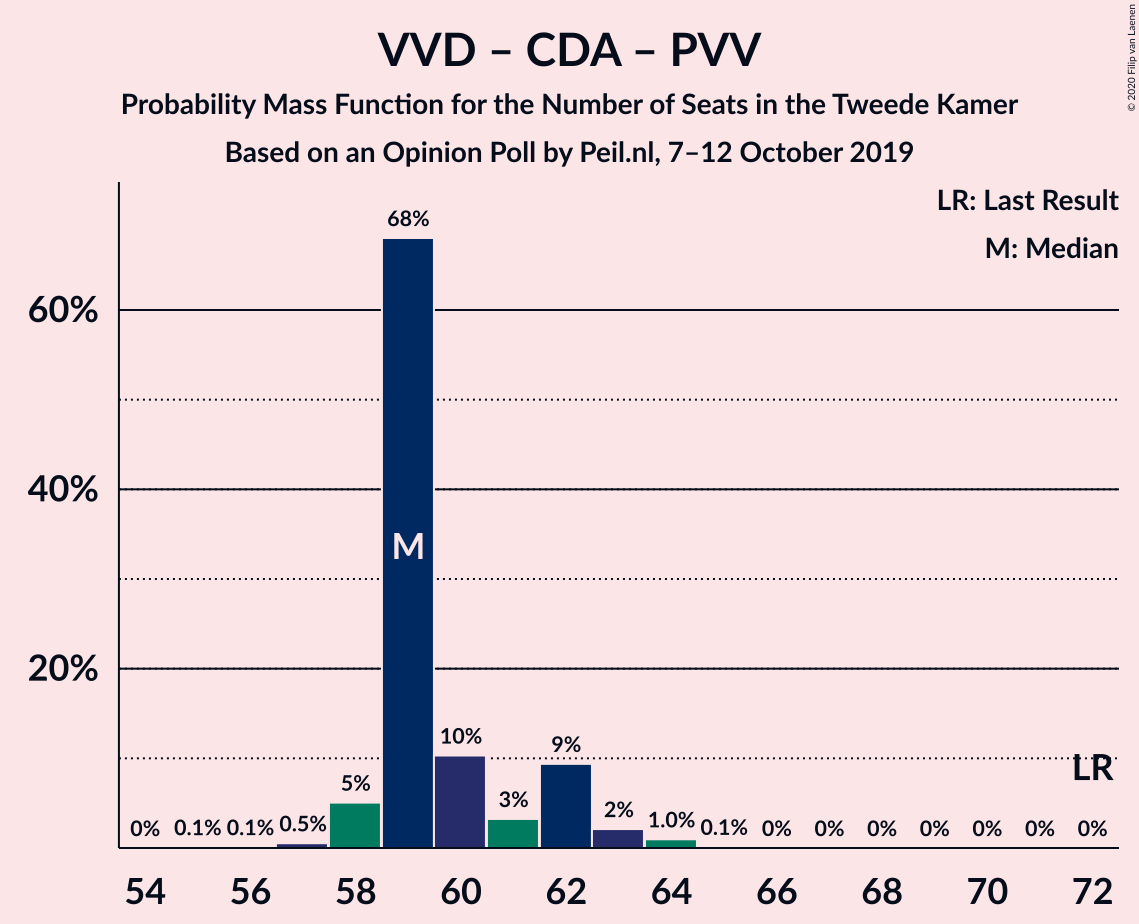 VVD – CDA – PVV
Probability Mass Function for the Number of Seats in the Tweede Kamer
Based on an Opinion Poll by Peil.nl, 7–12 October 2019
© 2020 Filip van Laenen
LR: Last Result
M: Median
60%
40%
20%
0% 0.1% 0.1% 0.5% 5% 68% 10% 3% 9% 2% 1.0% 0.1% 0% 0% 0% 0% 0% 0% 0%
M
LR
54 56 58 60 62 64 66 68 70 72